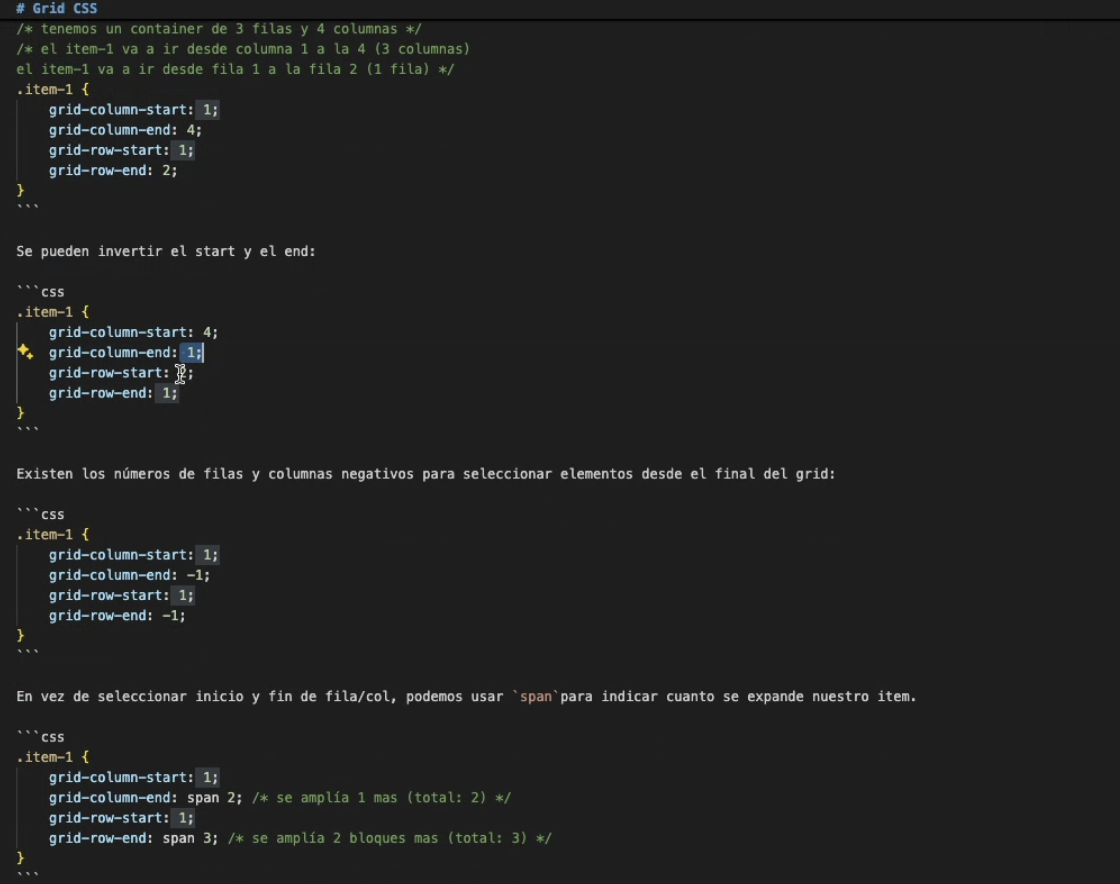 # Grid CSS
/* tenemos un container de 3 filas y 4 columnas */
/* el item-1 va a ir desde columna 1 a la 4 (3 columnas)
el item-1 va a ir desde fila 1 a la fila 2 (1 fila) */
.item-1 {
    grid-column-start: 1;
    grid-column-end: 4;
    grid-row-start: 1;
    grid-row-end: 2;
}
```
Se pueden invertir el start y el end:
```css
.item-1 {
    grid-column-start: 4;
    grid-column-end: 1;
    grid-row-start: 2;
    grid-row-end: 1;
}
```
Existen los números de filas y columnas negativos para seleccionar elementos desde el final del grid:
```css
.item-1 {
    grid-column-start: 1;
    grid-column-end: -1;
    grid-row-start: 1;
    grid-row-end: -1;
}
```
En vez de seleccionar inicio y fin de fila/col, podemos usar `span`para indicar cuanto se expande nuestro item.
```css
.item-1 {
    grid-column-start: 1;
    grid-column-end: span 2; /* se amplía 1 mas (total: 2) */
    grid-row-start: 1;
    grid-row-end: span 3; /* se amplía 2 bloques mas (total: 3) */
}
```